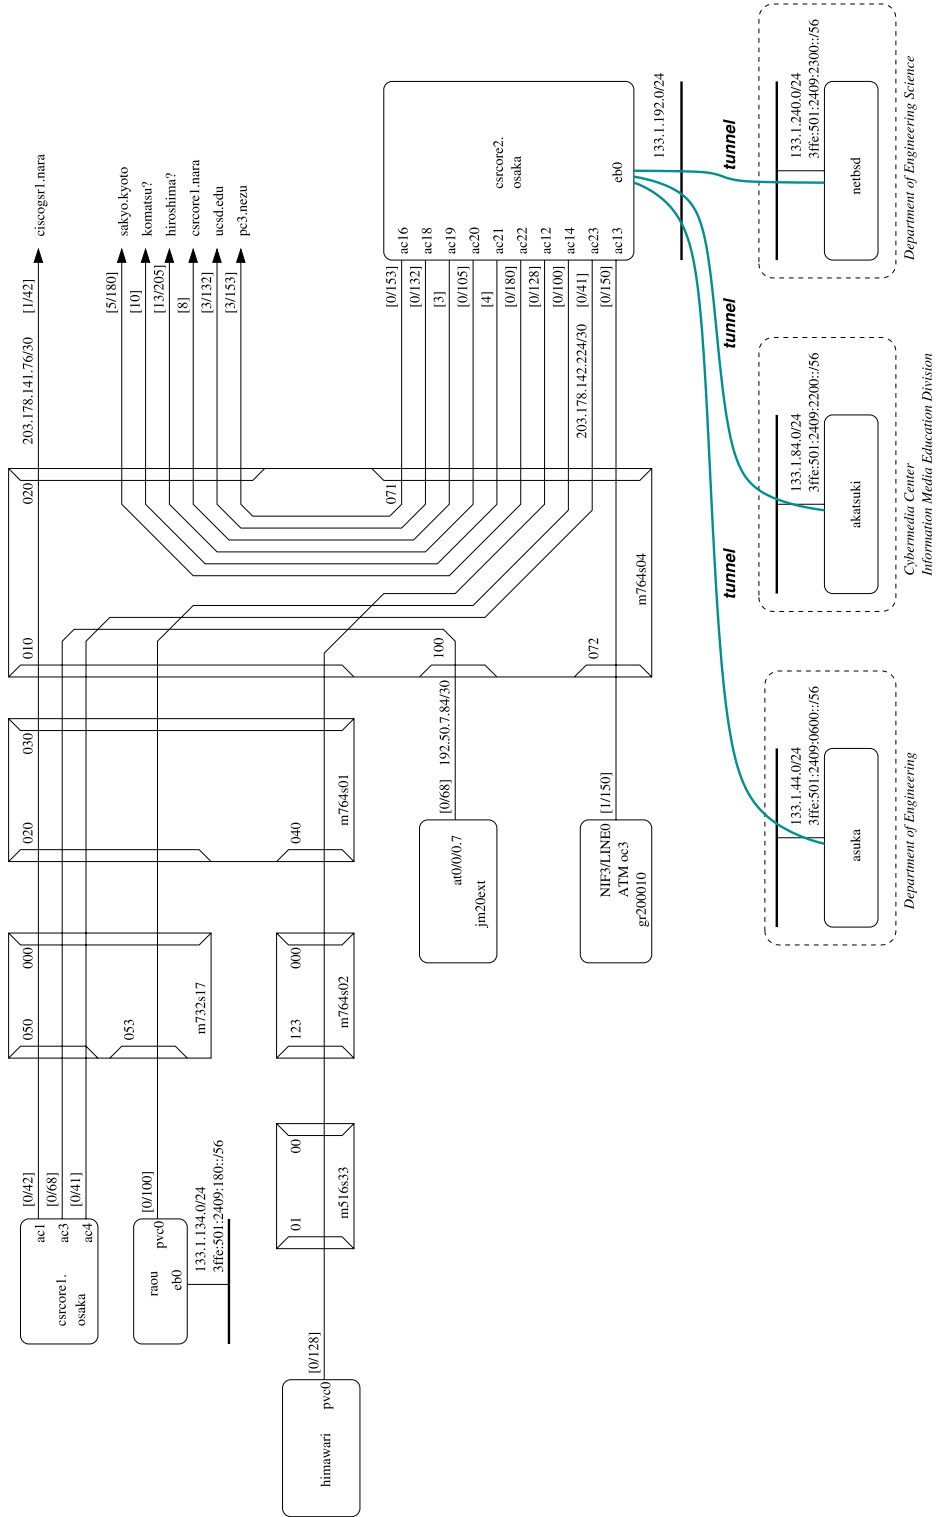 ciscogsr1.nara
203.178.141.76/30
[1/42]
sakyo.kyoto
komatsu?
hiroshima?
csrcore1.nara
ucsd.edu
pc3.nezu
[5/180]
[10]
[13/205]
[8]
[3/132]
[3/153]
csrcore2.
osaka
eb0
ac16
ac18
ac19
ac20
ac21
ac22
ac12
ac14
ac23
ac13
[0/153]
[0/132]
[3]
[0/105]
[4]
[0/180]
[0/128]
[0/100]
[0/41]
[0/150]
203.178.142.224/30
133.1.192.0/24
tunnel
tunnel
tunnel
133.1.240.0/24
3ffe:501:2409:2300::/56
netbsd
Department of Engineering Science
133.1.84.0/24
3ffe:501:2409:2200::/56
akatsuki
Cybermedia Center
Information Media Education Division
133.1.44.0/24
3ffe:501:2409:0600::/56
asuka
Department of Engineering
020
071
010
100
072
m764s04
030
020
040
m764s01
000
050
053
m732s17
000
123
m764s02
00
01
m516s33
[0/68]
192.50.7.84/30
at0/0/0.7
jm20ext
[1/150]
NIF3/LINE0
ATM oc3
gr200010
[0/42]
[0/68]
[0/41]
ac1
ac3
ac4
csrcore1.
osaka
[0/100]
pvc0
raou
eb0
133.1.134.0/24
3ffe:501:2409:180::/56
[0/128]
pvc0
himawari